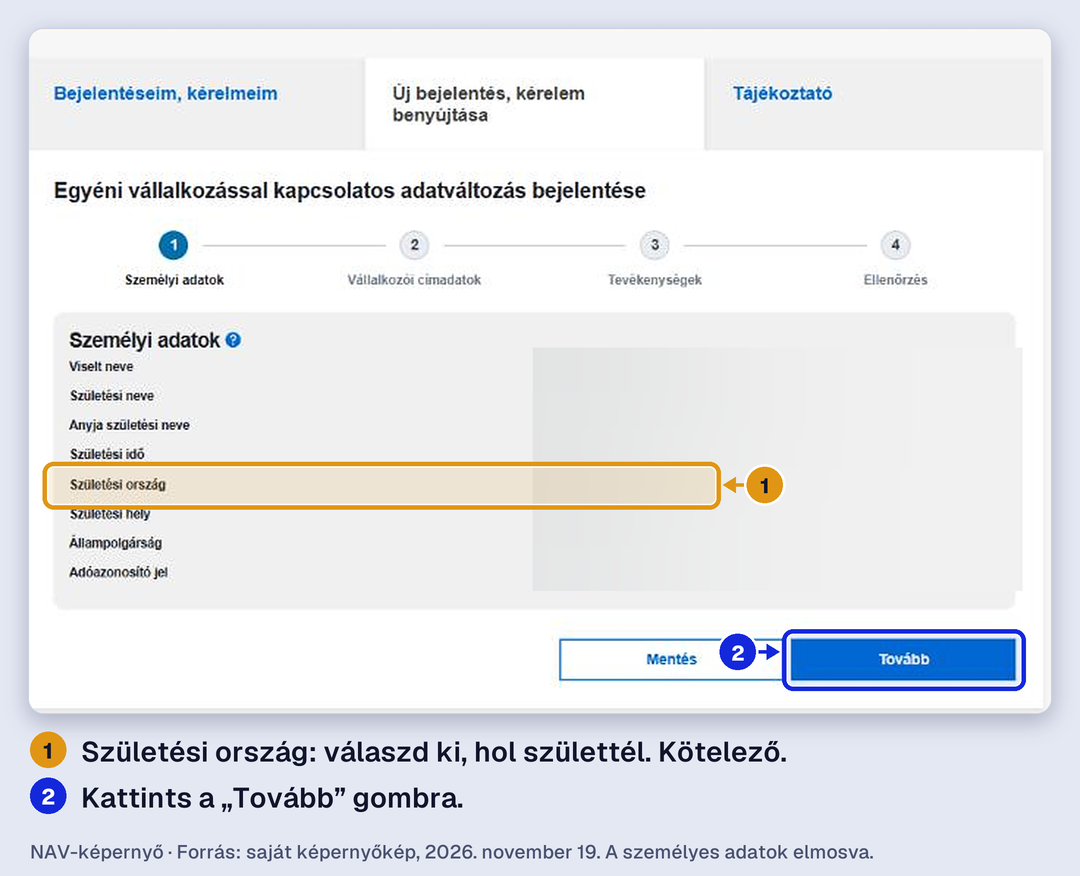 Bejelentéseim, kérelmeim
Új bejelentés, kérelem
benyújtása
Tájékoztató
Egyéni vállalkozással kapcsolatos adatváltozás bejelentése
1
2
3
4
Személyi adatok
Vállalkozói címadatok
Tevékenységek
Ellenőrzés
Személyi adatok ?
Viselt neve
Születési neve
Anyja születési neve
Születési idő
Születési ország
1
Születési hely
Állampolgárság
Adóazonosító jel
Mentés
2
Tovább
1 Születési ország: válaszd ki, hol születtél. Kötelező.
2 Kattints a „Tovább” gombra.
NAV-képernyő · Forrás: saját képernyőkép, 2026. november 19. A személyes adatok elmosva.